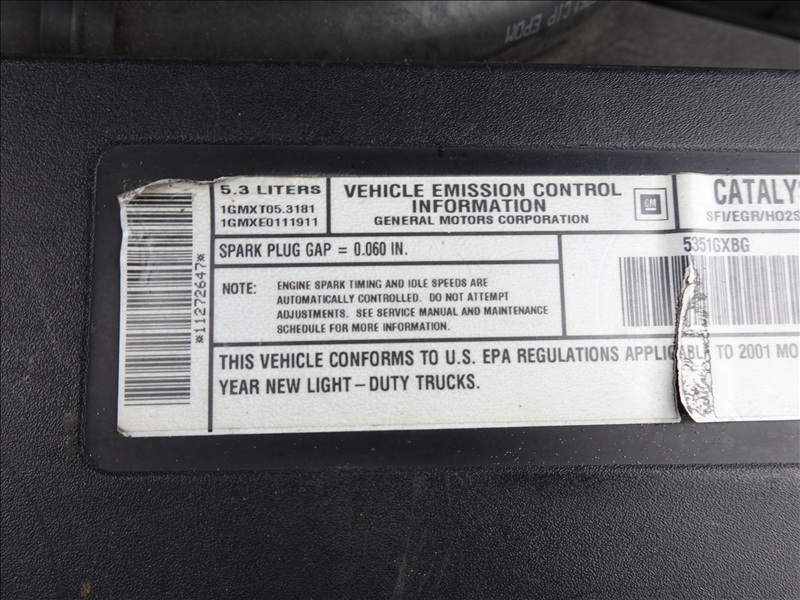 CIP EPDM
*11272647*
5.3 LITERS
1GMXT05.3181
1GMXE0111911
VEHICLE EMISSION CONTROL
INFORMATION
GENERAL MOTORS CORPORATION
GM
CATALY
SFI/EGR/HO2S
SPARK PLUG GAP = 0.060 IN.
5351GXBG
NOTE: ENGINE SPARK TIMING AND IDLE SPEEDS ARE
AUTOMATICALLY CONTROLLED. DO NOT ATTEMPT
ADJUSTMENTS. SEE SERVICE MANUAL AND MAINTENANCE
SCHEDULE FOR MORE INFORMATION.
THIS VEHICLE CONFORMS TO U.S. EPA REGULATIONS APPLICABLE TO 2001 MO
YEAR NEW LIGHT-DUTY TRUCKS.